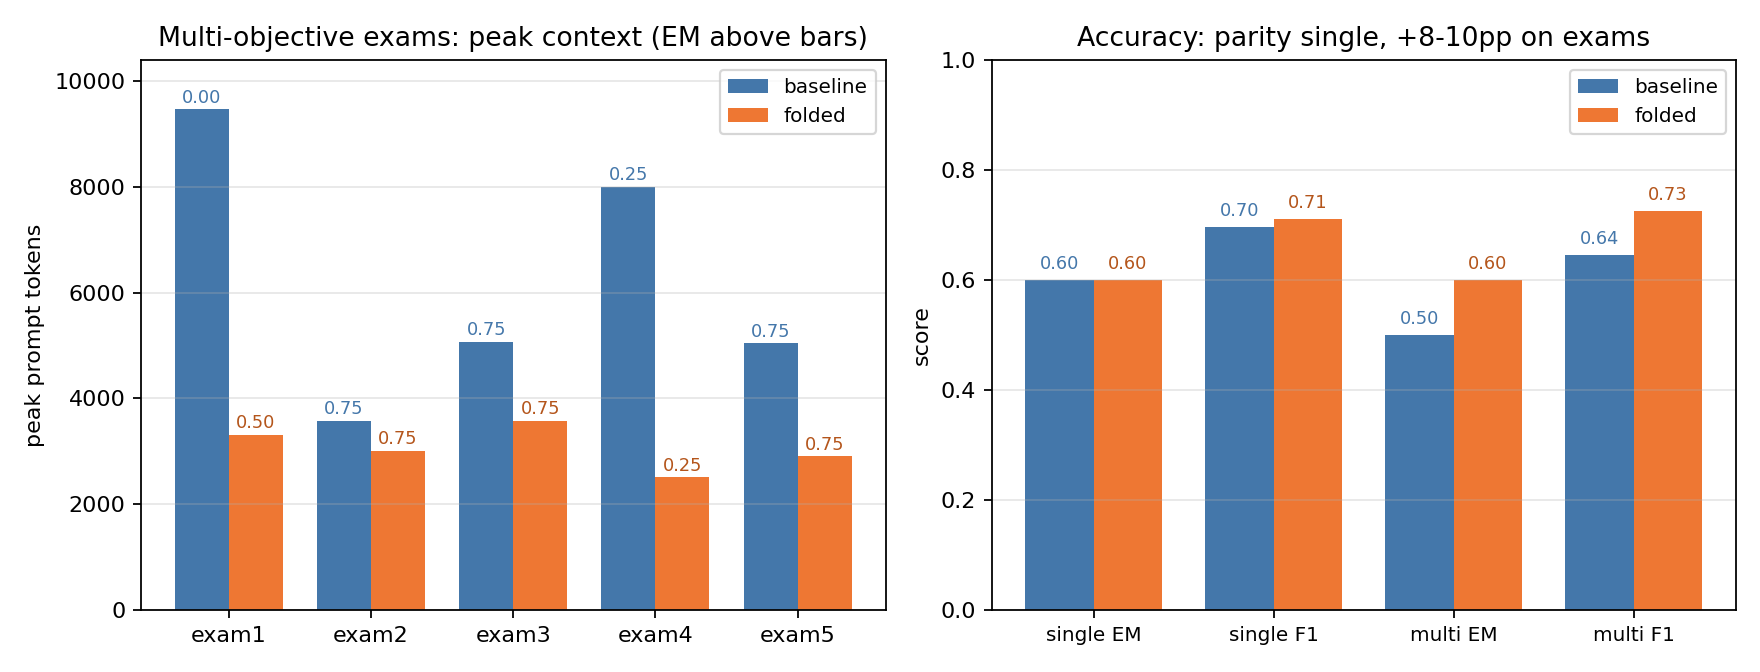 Multi-objective exams: peak context (EM above bars)
peak prompt tokens
10000
8000
6000
4000
2000
0
baseline
folded
0.00
0.50
0.75
0.75
0.75
0.75
0.25
0.25
0.75
0.75
exam1
exam2
exam3
exam4
exam5
Accuracy: parity single, +8-10pp on exams
score
1.0
0.8
0.6
0.4
0.2
0.0
baseline
folded
0.60
0.60
0.70
0.71
0.50
0.60
0.64
0.73
single EM
single F1
multi EM
multi F1